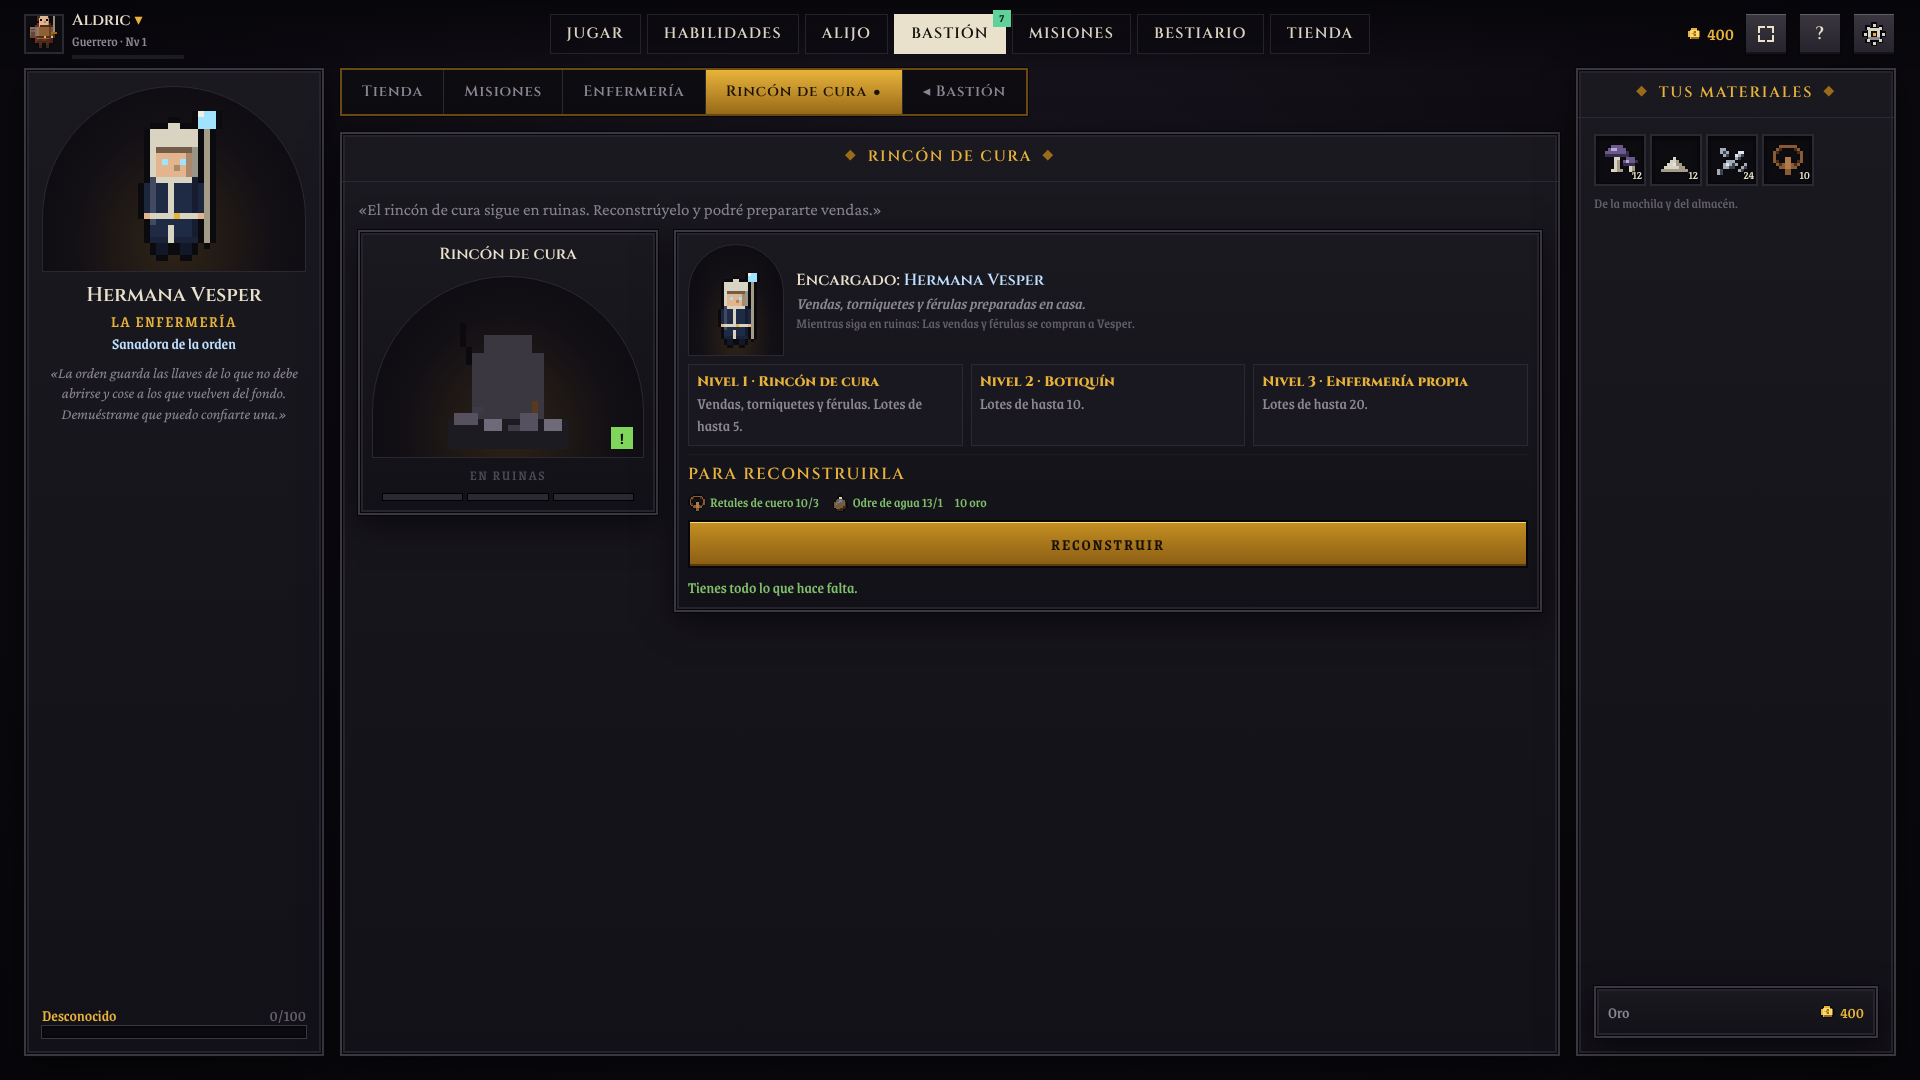 Aldric ▾
Guerrero · Nv 1
JUGAR
HABILIDADES
ALIJO
BASTIÓN
7
MISIONES
BESTIARIO
TIENDA
400
?
Tienda
Misiones
Enfermería
Rincón de cura •
◂ Bastión
Hermana Vesper
LA ENFERMERÍA
Sanadora de la orden
«La orden guarda las llaves de lo que no debe
abrirse y cose a los que vuelven del fondo.
Demuéstrame que puedo confiarte una.»
Desconocido
0/100
RINCÓN DE CURA
«El rincón de cura sigue en ruinas. Reconstrúyelo y podré prepararte vendas.»
Rincón de cura
!
EN RUINAS
Encargado: Hermana Vesper
Vendas, torniquetes y férulas preparadas en casa.
Mientras siga en ruinas: Las vendas y férulas se compran a Vesper.
Nivel 1 · Rincón de cura
Vendas, torniquetes y férulas. Lotes de
hasta 5.
Nivel 2 · Botiquín
Lotes de hasta 10.
Nivel 3 · Enfermería propia
Lotes de hasta 20.
PARA RECONSTRUIRLA
Retales de cuero 10/3
Odre de agua 13/1
10 oro
RECONSTRUIR
Tienes todo lo que hace falta.
TUS MATERIALES
12
12
24
10
De la mochila y del almacén.
Oro
400